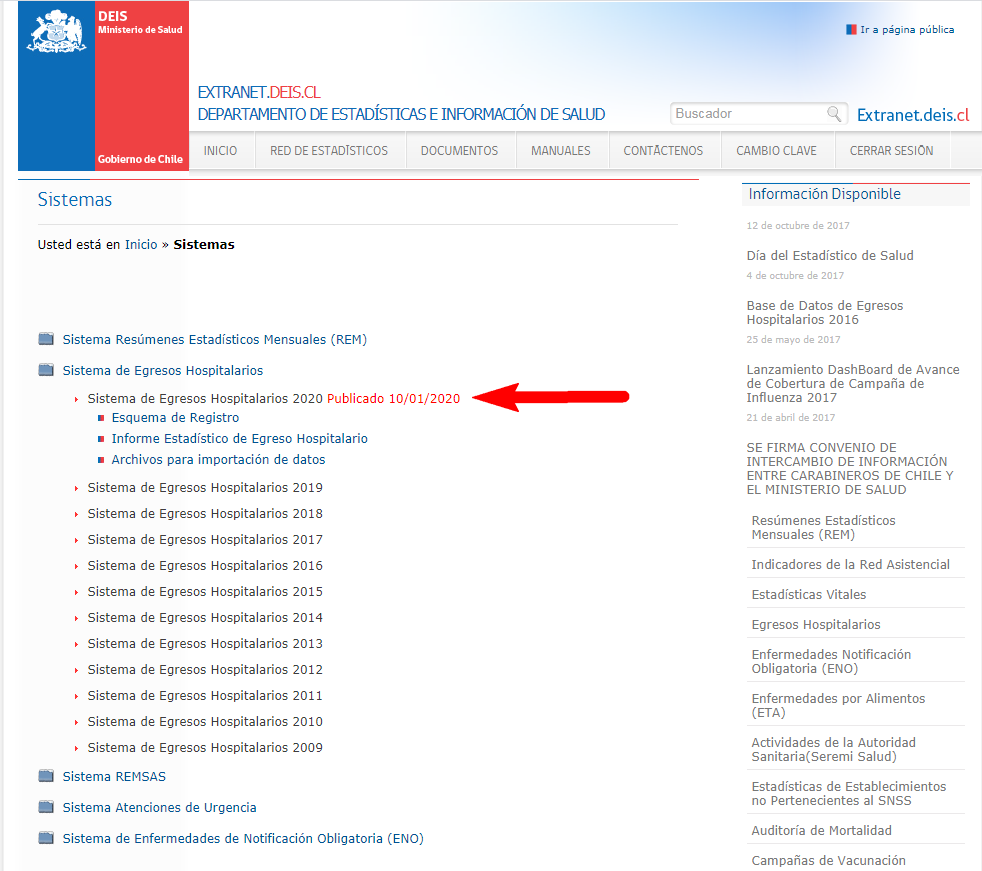 DEIS
Ministerio de Salud
Gobierno de Chile
Ir a página pública
EXTRANET.DEIS.CL
DEPARTAMENTO DE ESTADÍSTICAS E INFORMACIÓN DE SALUD
Buscador
Extranet.deis.cl
INICIO
RED DE ESTADÍSTICOS
DOCUMENTOS
MANUALES
CONTÁCTENOS
CAMBIO CLAVE
CERRAR SESIÓN
Sistemas
Usted está en Inicio » Sistemas
Sistema Resúmenes Estadísticos Mensuales (REM)
Sistema de Egresos Hospitalarios
Sistema de Egresos Hospitalarios 2020 Publicado 10/01/2020
Esquema de Registro
Informe Estadístico de Egreso Hospitalario
Archivos para importación de datos
Sistema de Egresos Hospitalarios 2019
Sistema de Egresos Hospitalarios 2018
Sistema de Egresos Hospitalarios 2017
Sistema de Egresos Hospitalarios 2016
Sistema de Egresos Hospitalarios 2015
Sistema de Egresos Hospitalarios 2014
Sistema de Egresos Hospitalarios 2013
Sistema de Egresos Hospitalarios 2012
Sistema de Egresos Hospitalarios 2011
Sistema de Egresos Hospitalarios 2010
Sistema de Egresos Hospitalarios 2009
Sistema REMSAS
Sistema Atenciones de Urgencia
Sistema de Enfermedades de Notificación Obligatoria (ENO)
Información Disponible
12 de octubre de 2017
Día del Estadístico de Salud
4 de octubre de 2017
Base de Datos de Egresos
Hospitalarios 2016
25 de mayo de 2017
Lanzamiento DashBoard de Avance
de Cobertura de Campaña de
Influenza 2017
21 de abril de 2017
SE FIRMA CONVENIO DE
INTERCAMBIO DE INFORMACIÓN
ENTRE CARABINEROS DE CHILE Y
EL MINISTERIO DE SALUD
Resúmenes Estadísticos
Mensuales (REM)
Indicadores de la Red Asistencial
Estadísticas Vitales
Egresos Hospitalarios
Enfermedades Notificación
Obligatoria (ENO)
Enfermedades por Alimentos
(ETA)
Actividades de la Autoridad
Sanitaria(Seremi Salud)
Estadísticas de Establecimientos
no Pertenecientes al SNSS
Auditoría de Mortalidad
Campañas de Vacunación